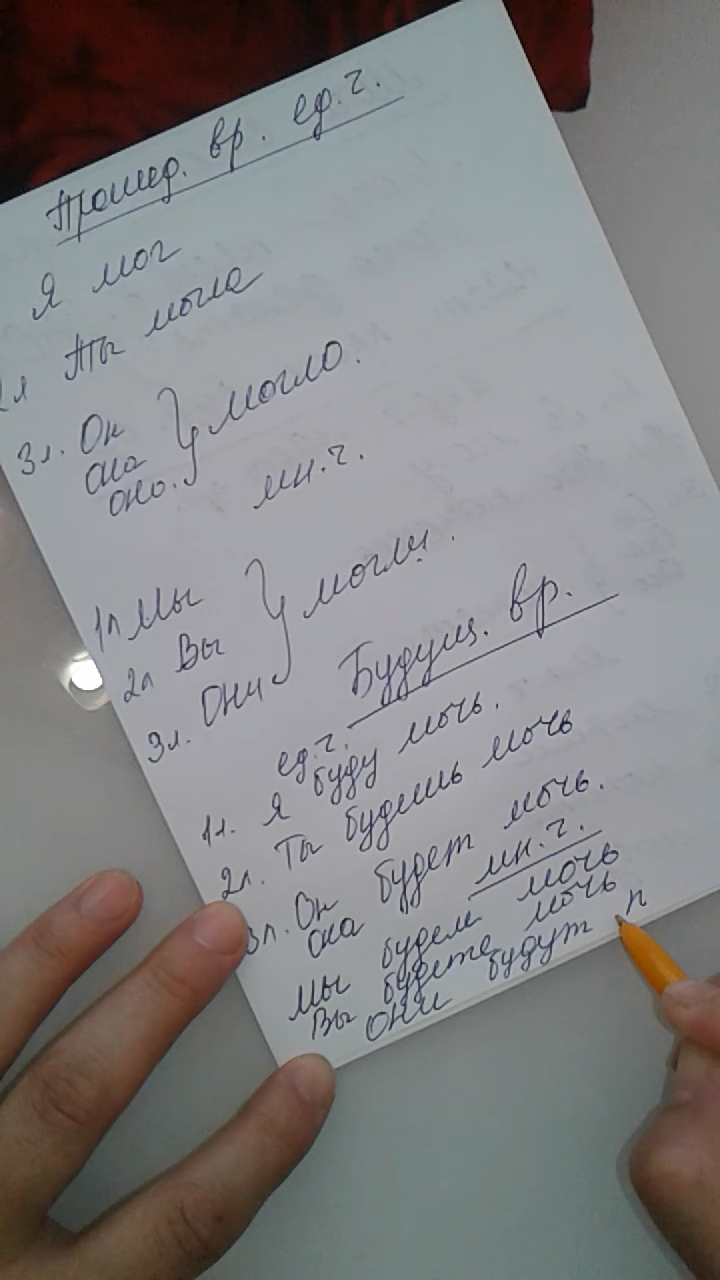 Прошед. вр. ед.ч.
Я мог
2л Ты могла
3л. Он
она
оно.
могло.
мн.ч.
1л Мы
2л Вы
3л. Они
могли.
Будущ. вр.
ед.ч.
1л. Я буду мочь.
2л. Ты будешь мочь
3л. Он будет мочь.
она "
мн.ч.
Мы будем мочь
Вы будете мочь
Они будут п